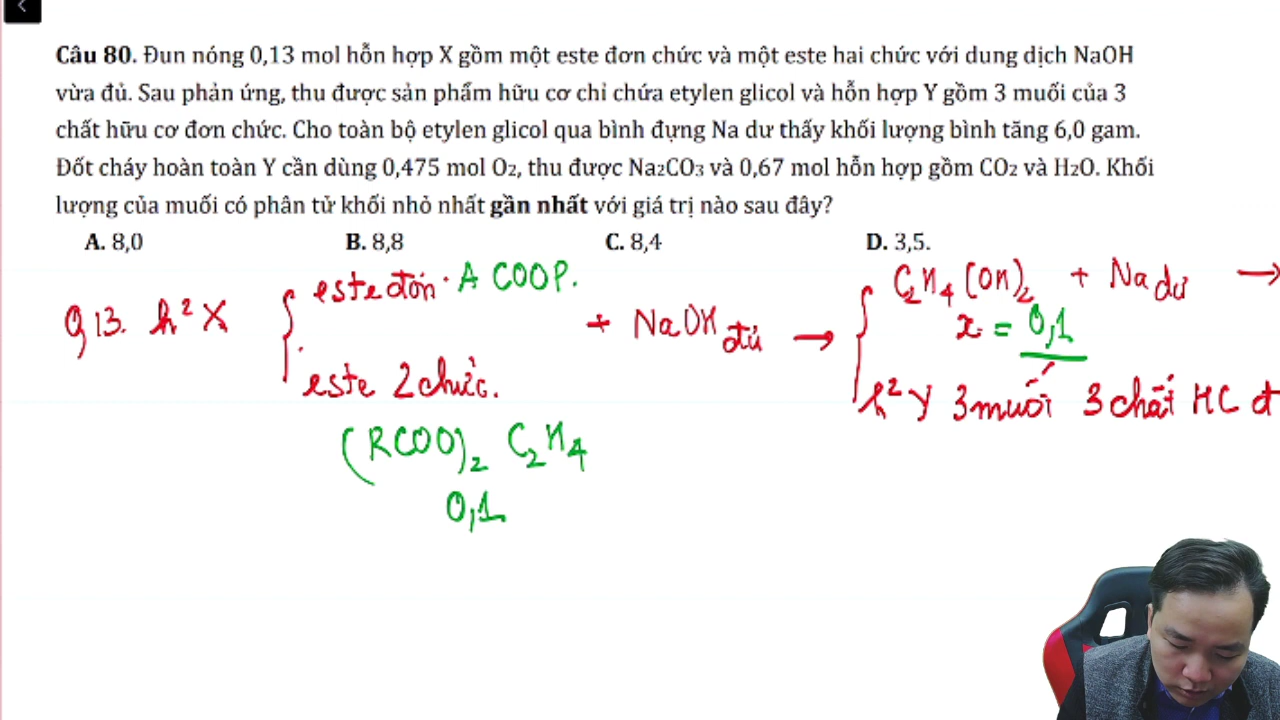 Câu 80. Đun nóng 0,13 mol hỗn hợp X gồm một este đơn chức và một este hai chức với dung dịch NaOH
vừa đủ. Sau phản ứng, thu được sản phẩm hữu cơ chỉ chứa etylen glicol và hỗn hợp Y gồm 3 muối của 3
chất hữu cơ đơn chức. Cho toàn bộ etylen glicol qua bình đựng Na dư thấy khối lượng bình tăng 6,0 gam.
Đốt cháy hoàn toàn Y cần dùng 0,475 mol O₂, thu được Na₂CO₃ và 0,67 mol hỗn hợp gồm CO₂ và H₂O. Khối
lượng của muối có phân tử khối nhỏ nhất gần nhất với giá trị nào sau đây?
A. 8,0 B. 8,8 C. 8,4 D. 3,5.
este đơn. A COOP. C₂H₄(OH)₂ + Na dư →
0,13. h² X + NaOH đủ → x = 0,1
este 2 chức. h² Y 3 muối 3 chất HC đ
(RCOO)₂ C₂H₄
0,1